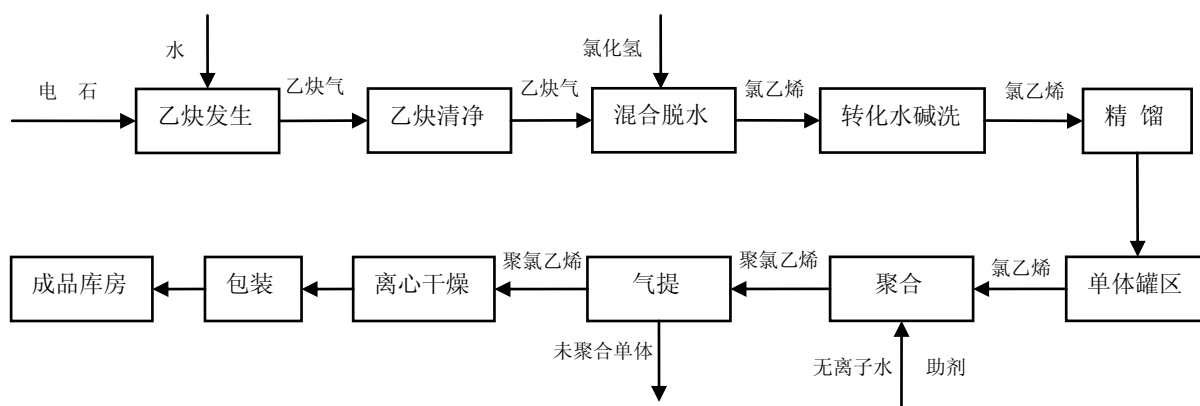 水
氯化氢
电 石
乙炔发生
乙炔气
乙炔清净
乙炔气
混合脱水
氯乙烯
转化水碱洗
氯乙烯
精 馏
成品库房
包装
离心干燥
聚氯乙烯
气提
聚氯乙烯
聚合
氯乙烯
单体罐区
未聚合单体
无离子水 助剂